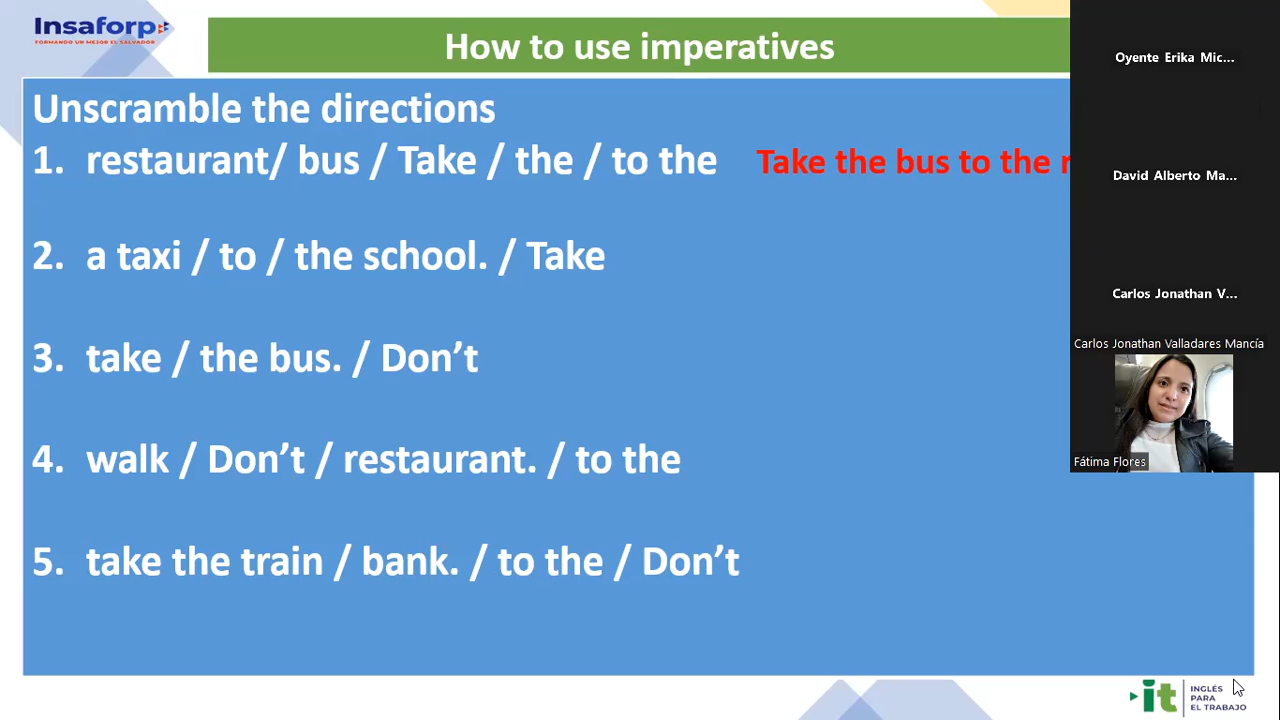 Insaforp
FORMANDO UN MEJOR EL SALVADOR
How to use imperatives
Unscramble the directions
1. restaurant/ bus / Take / the / to the Take the bus to the
2. a taxi / to / the school. / Take
3. take / the bus. / Don’t
4. walk / Don’t / restaurant. / to the
5. take the train / bank. / to the / Don’t
Oyente Erika Mic...
David Alberto Ma...
Carlos Jonathan V...
Carlos Jonathan Valladares Mancía
Fátima Flores
it
INGLÉS
PARA
EL TRABAJO